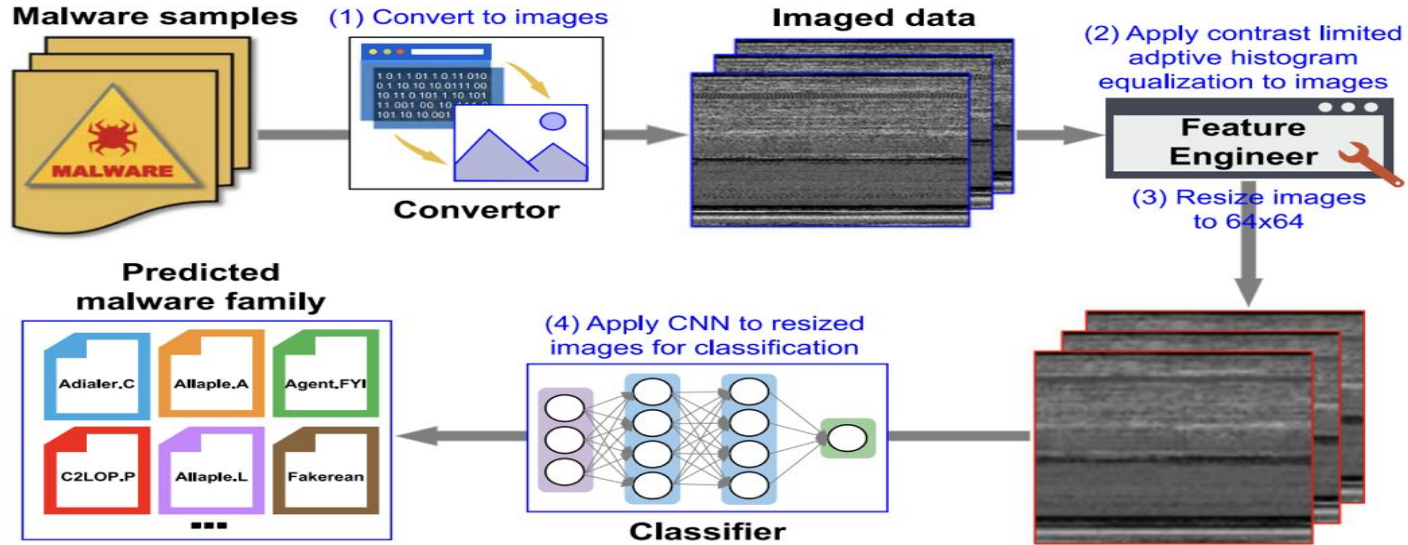 Malware samples
(1) Convert to images
Imaged data
(2) Apply contrast limited
adptive histogram
equalization to images
MALWARE
Convertor
Feature
Engineer
(3) Resize images
to 64x64
Predicted
malware family
(4) Apply CNN to resized
images for classification
Adialer.C
Allaple.A
Agent.FYI
C2LOP.P
Allaple.L
Fakerean
...
Classifier